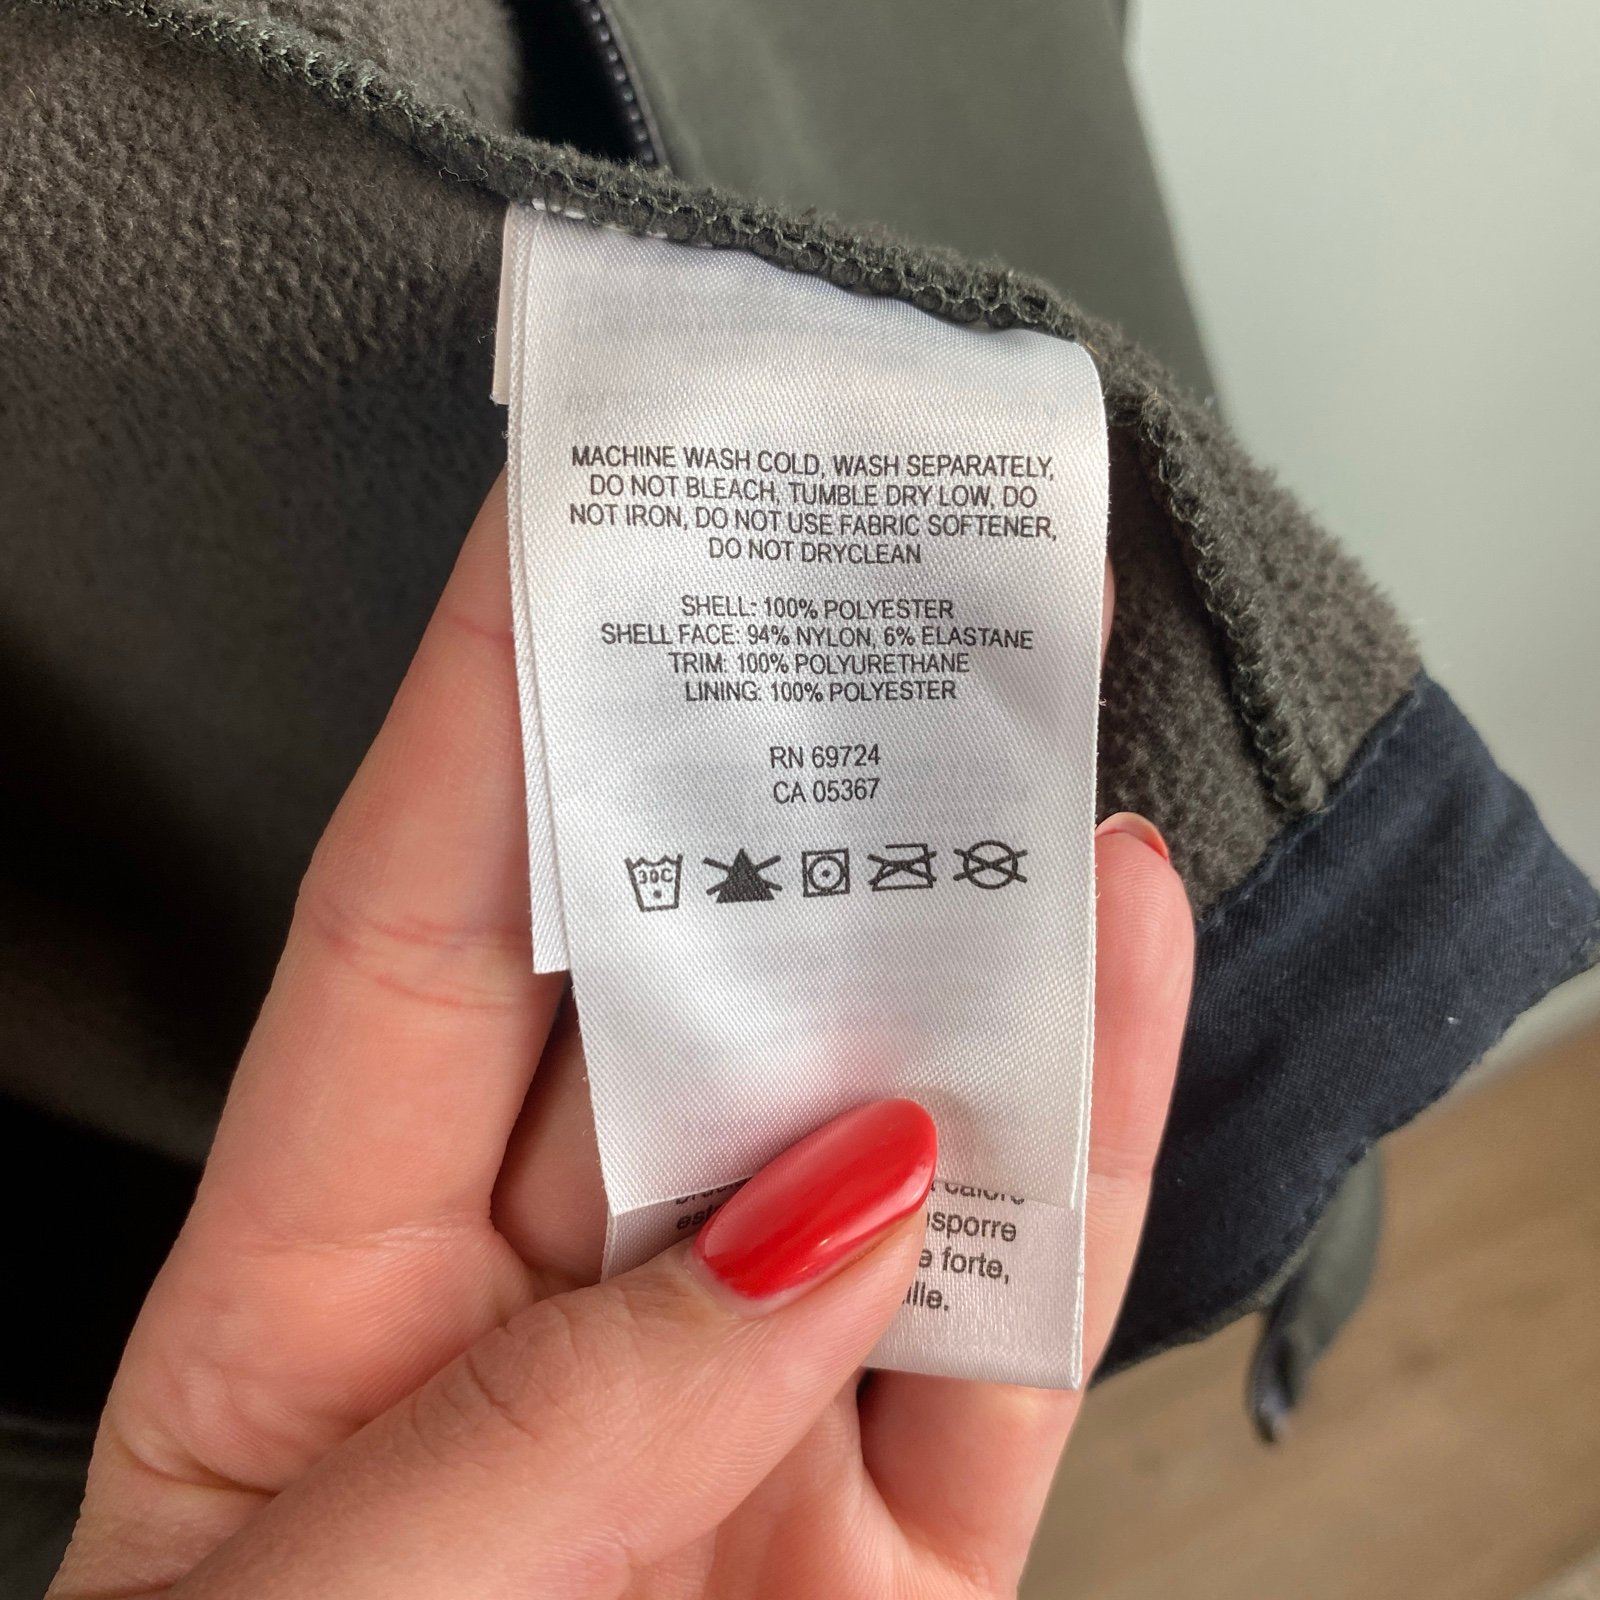 MACHINE WASH COLD, WASH SEPARATELY,
DO NOT BLEACH, TUMBLE DRY LOW, DO
NOT IRON, DO NOT USE FABRIC SOFTENER,
DO NOT DRYCLEAN
SHELL: 100% POLYESTER
SHELL FACE: 94% NYLON, 6% ELASTANE
TRIM: 100% POLYURETHANE
LINING: 100% POLYESTER
RN 69724
CA 05367
30C
calore
forte,